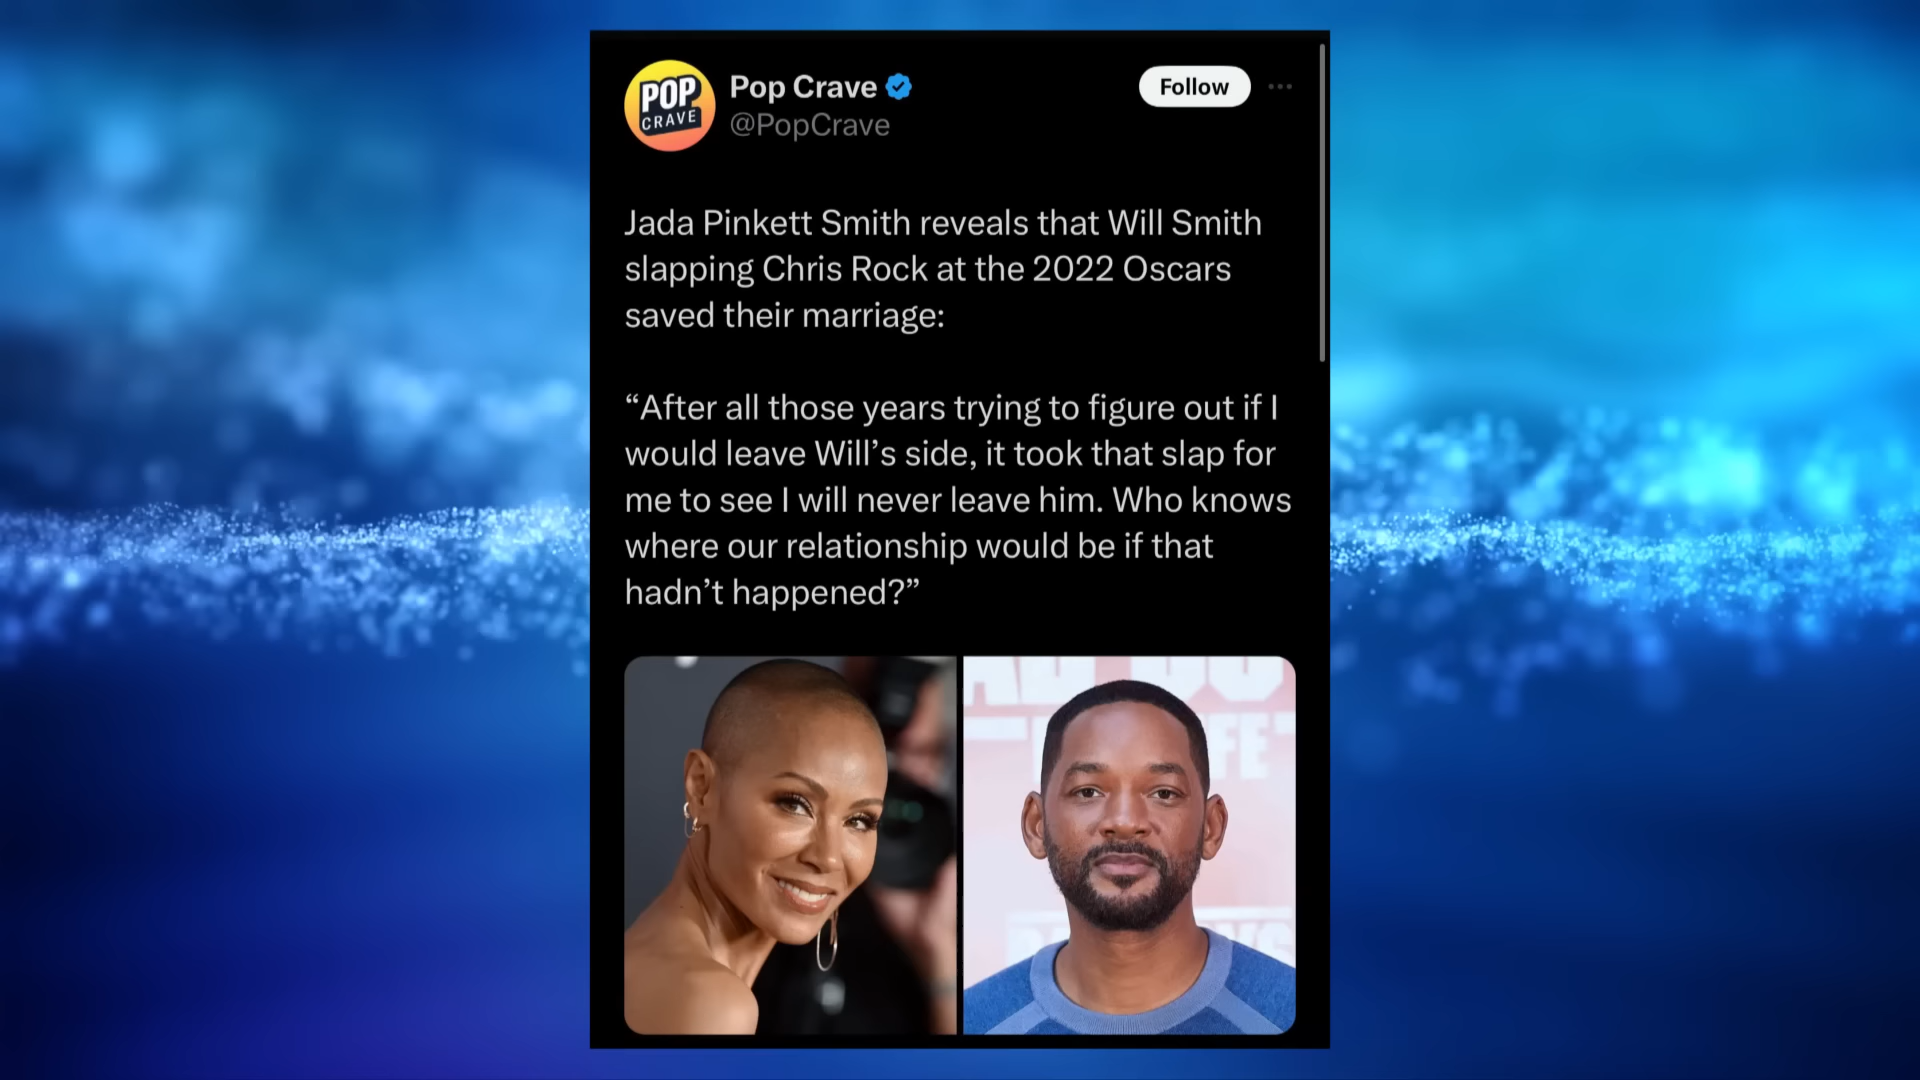 POP
CRAVE
Pop Crave
@PopCrave
Follow
Jada Pinkett Smith reveals that Will Smith
slapping Chris Rock at the 2022 Oscars
saved their marriage:
“After all those years trying to figure out if I
would leave Will’s side, it took that slap for
me to see I will never leave him. Who knows
where our relationship would be if that
hadn’t happened?”